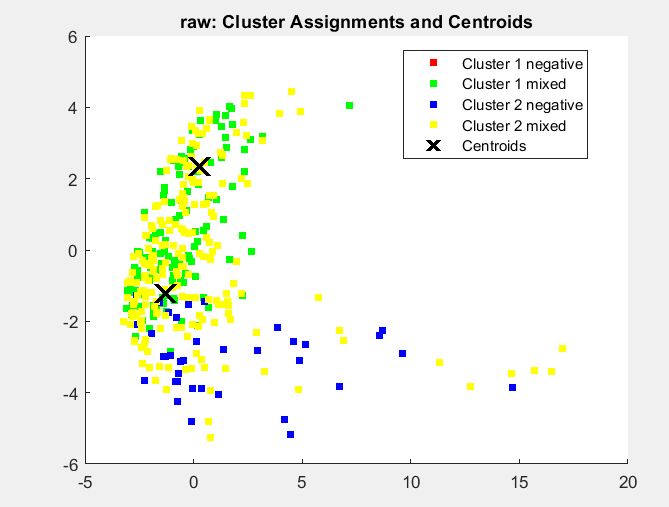 raw: Cluster Assignments and Centroids
6
4
2
0
-2
-4
-6
-5
0
5
10
15
20
Cluster 1 negative
Cluster 1 mixed
Cluster 2 negative
Cluster 2 mixed
Centroids